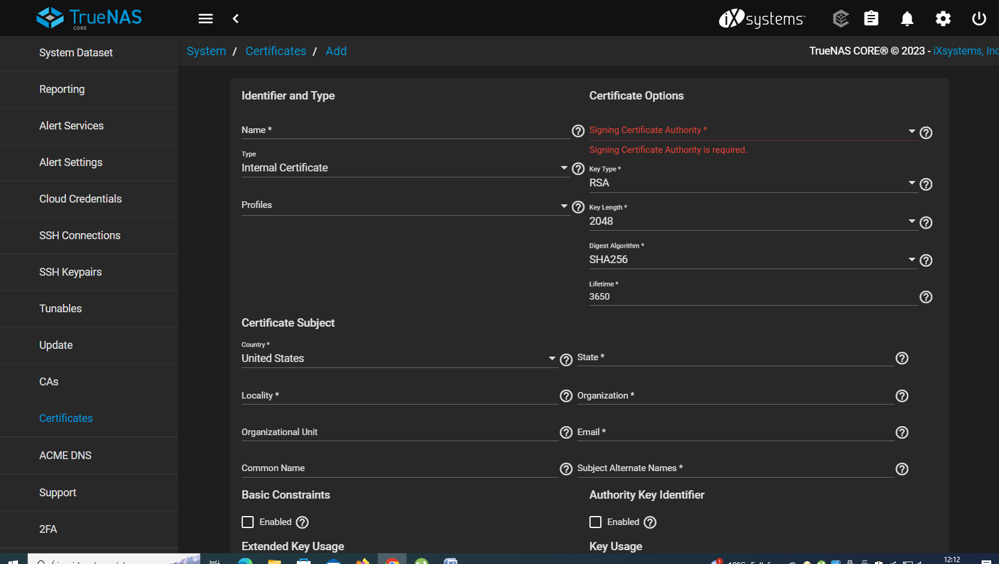 TrueNAS
CORE
iXsystems™
System / Certificates / Add
TrueNAS CORE® © 2023 - iXsystems, Inc
System Dataset
Reporting
Alert Services
Alert Settings
Cloud Credentials
SSH Connections
SSH Keypairs
Tunables
Update
CAs
Certificates
ACME DNS
Support
2FA
Identifier and Type
Name *
Type
Internal Certificate
Profiles
Certificate Options
Signing Certificate Authority *
Signing Certificate Authority is required.
Key Type *
RSA
Key Length *
2048
Digest Algorithm *
SHA256
Lifetime *
3650
Certificate Subject
Country *
United States
State *
Locality *
Organization *
Organizational Unit
Email *
Common Name
Subject Alternate Names *
Basic Constraints
Enabled
Authority Key Identifier
Enabled
Extended Key Usage
Key Usage
1
12:12